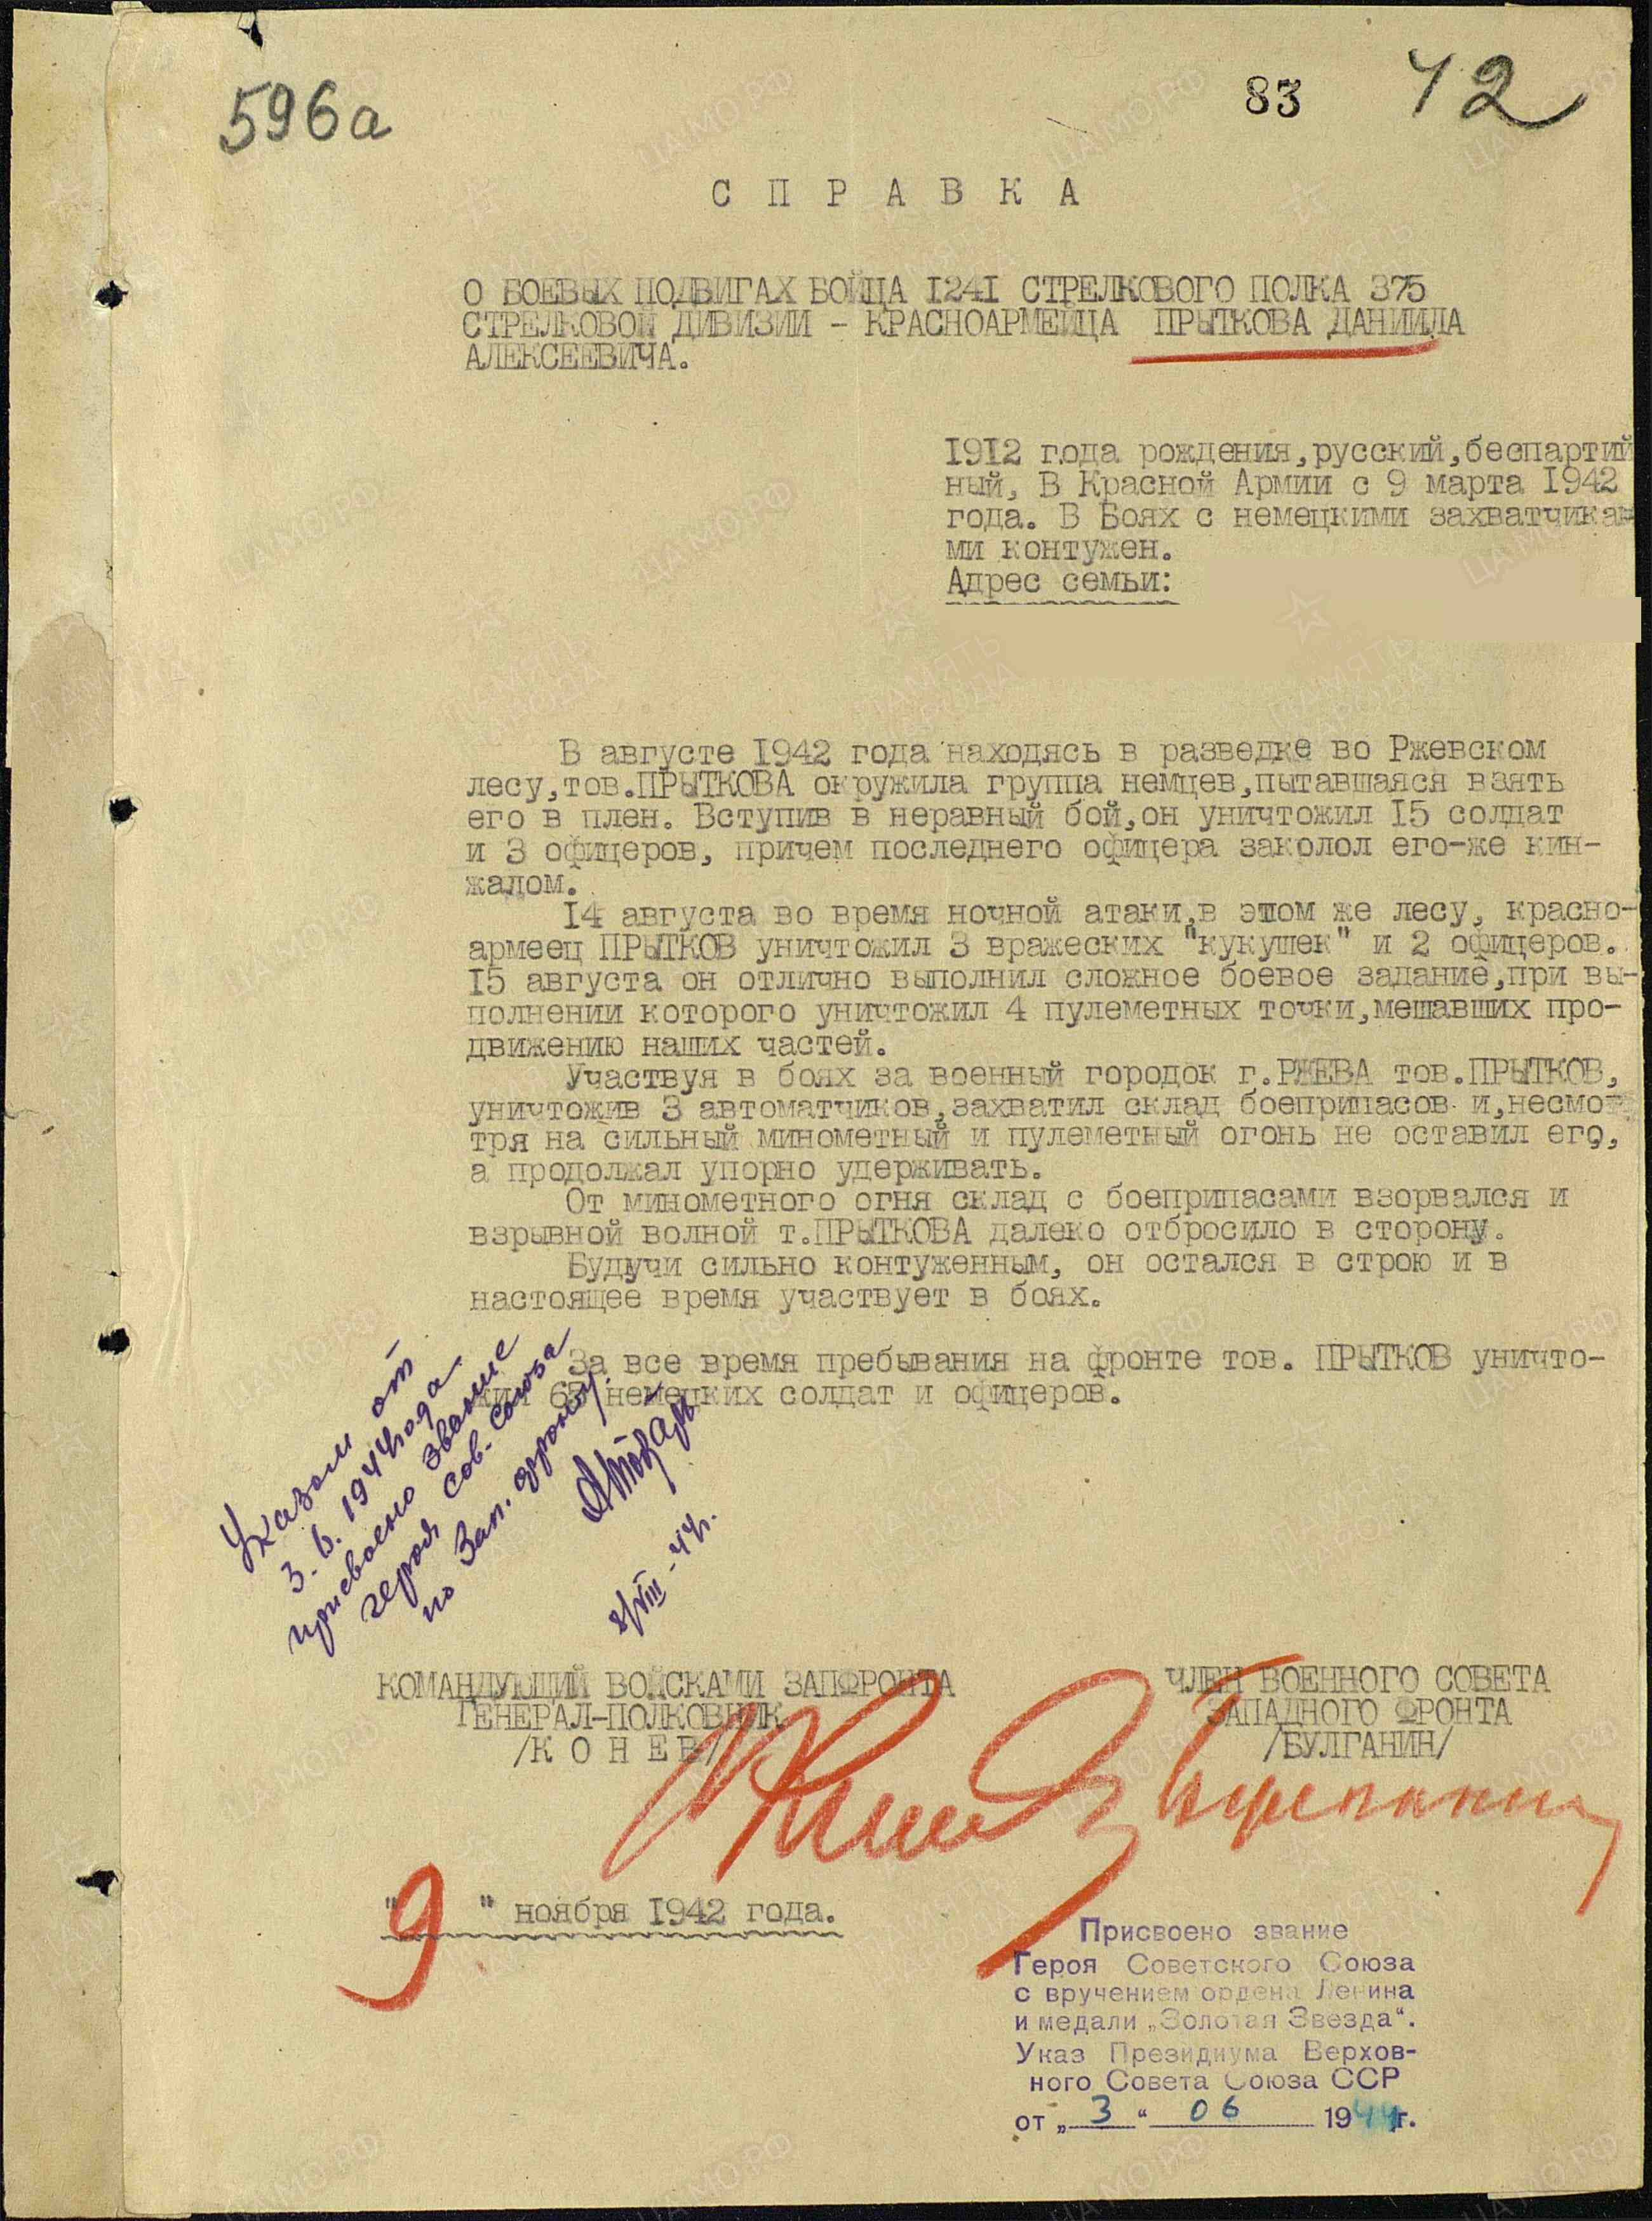 596а
83 42
С П Р А В К А
О БОЕВЫХ ПОДВИГАХ БОЙЦА 1241 СТРЕЛКОВОГО ПОЛКА 375
СТРЕЛКОВОЙ ДИВИЗИИ – КРАСНОАРМЕЙЦА ПРЫТКОВА ДАНИИЛА
АЛЕКСЕЕВИЧА.
1912 года рождения,русский,беспартий
ный, В Красной Армии с 9 марта 1942
года. В Боях с немецкими захватчикам
ми контужен.
Адрес семьи:
В августе 1942 года находясь в разведке во Ржевском
лесу,тов.ПРЫТКОВА окружила группа немцев,пытавшаяся взять
его в плен. Вступив в неравный бой,он уничтожил 15 солдат
и 3 офицеров, причем последнего офицера заколол его-же кин-
жалом.
14 августа во время ночной атаки,в этом же лесу, красно-
армеец ПРЫТКОВ уничтожил 3 вражеских "кукушек" и 2 офицеров.
15 августа он отлично выполнил сложное боевое задание,при вы-
полнении которого уничтожил 4 пулеметных точки,мешавших про-
движению наших частей.
Участвуя в боях за военный городок г.РЖЕВА тов.ПРЫТКОВ,
уничтожив 3 автоматчиков,захватил склад боеприпасов и,несмо-
тря на сильный минометный и пулеметный огонь не оставил его,
а продолжал упорно удерживать.
От минометного огня склад с боеприпасами взорвался и
взрывной волной т.ПРЫТКОВА далеко отбросило в сторону.
Будучи сильно контуженным, он остался в строю и в
настоящее время участвует в боях.
За все время пребывания на фронте тов. ПРЫТКОВ уничто-
жил немецких солдат и офицеров.
Указом от
3.6.1944года
присвоено звание
героя Сов. Союза
по Зап. фронту.
8/VIII-44г.
КОМАНДУЮЩИЙ ВОЙСКАМИ ЗАПФРОНТА
ГЕНЕРАЛ-ПОЛКОВНИК
/К О Н Е В/
ЧЛЕН ВОЕННОГО СОВЕТА
ЗАПАДНОГО ФРОНТА
/БУЛГАНИН/
"9" ноября 1942 года.
Присвоено звание
Героя Советского Союза
с вручением ордена Ленина
и медали „Золотая Звезда“.
Указ Президиума Верхов-
ного Совета Союза ССР
от „3“ 06 1944г.